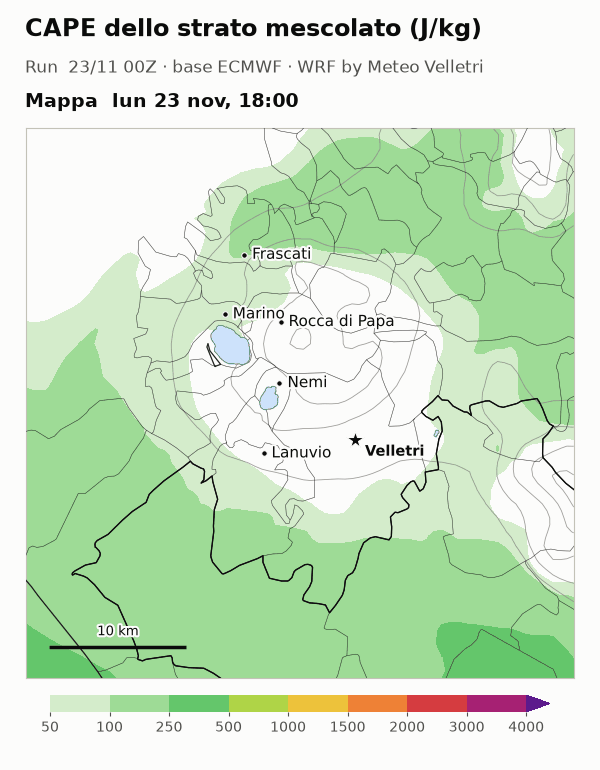 CAPE dello strato mescolato (J/kg)
Run  23/11 00Z · base ECMWF · WRF by Meteo Velletri
Mappa  lun 23 nov, 18:00
Frascati
Marino
Rocca di Papa
Nemi
Velletri
Lanuvio
10 km
50 100 250 500 1000 1500 2000 3000 4000